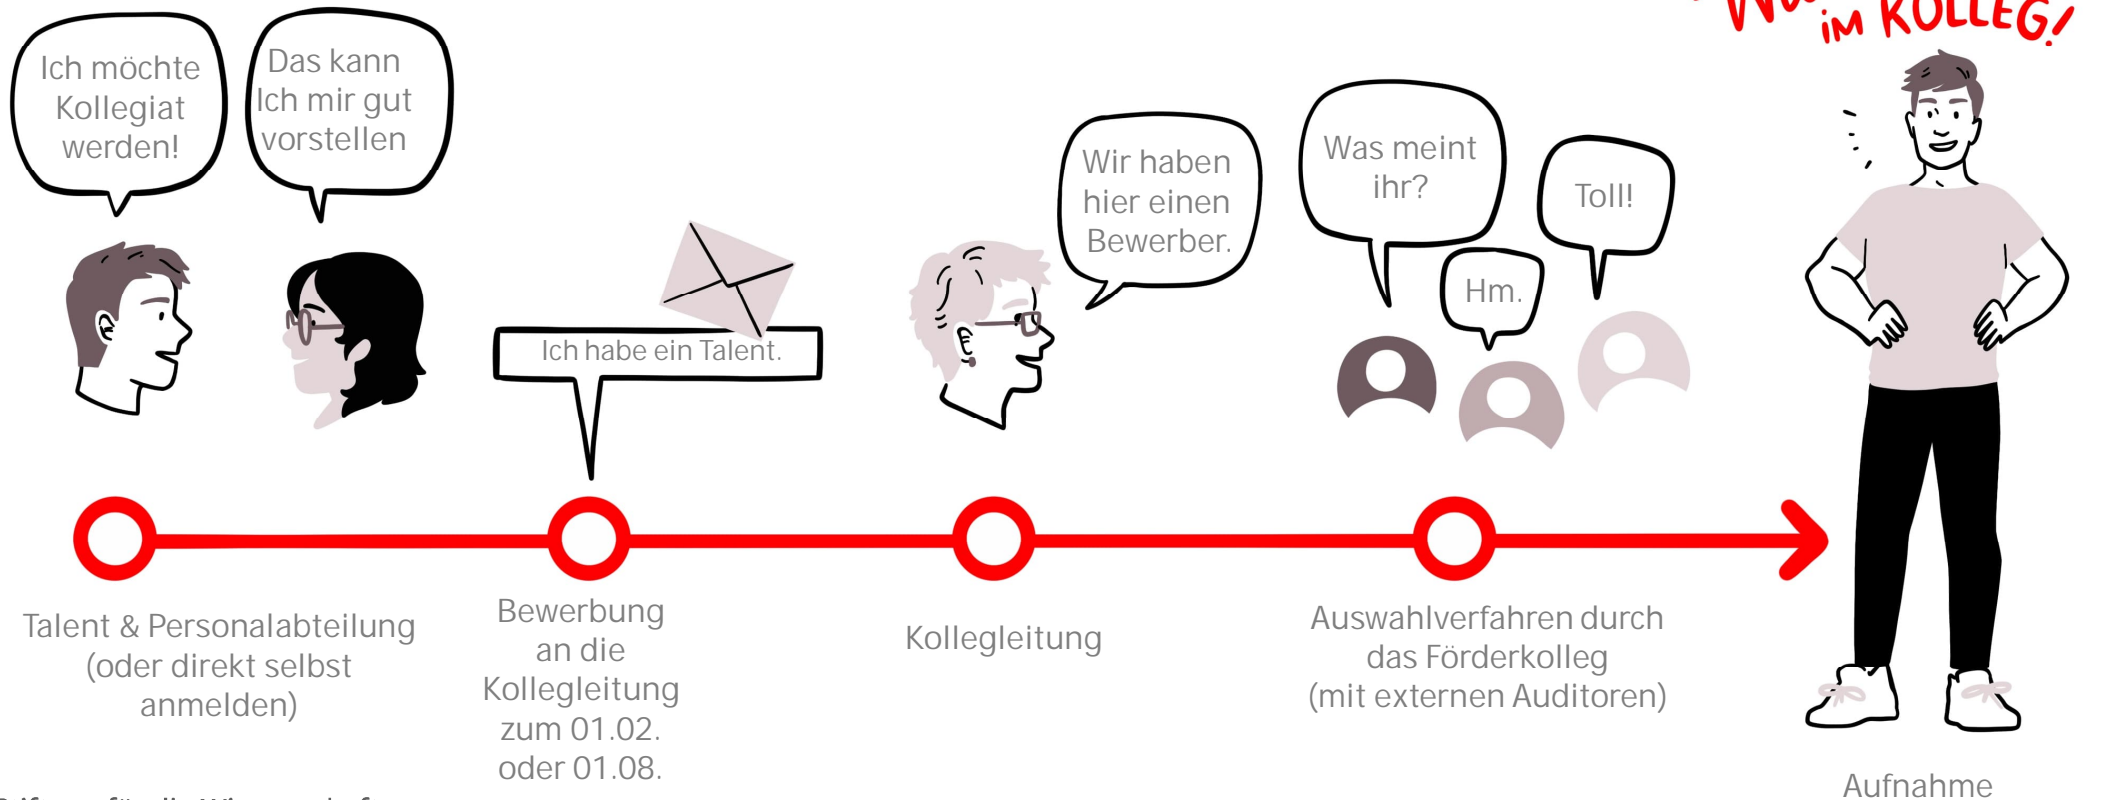 im KOLLEG!
Ich möchte
Kollegiat
werden!
Das kann
Ich mir gut
vorstellen
Ich habe ein Talent.
Wir haben
hier einen
Bewerber.
Was meint
ihr?
Hm.
Toll!
Talent & Personalabteilung
(oder direkt selbst
anmelden)
Bewerbung
an die
Kollegleitung
zum 01.02.
oder 01.08.
Kollegleitung
Auswahlverfahren durch
das Förderkolleg
(mit externen Auditoren)
Aufnahme